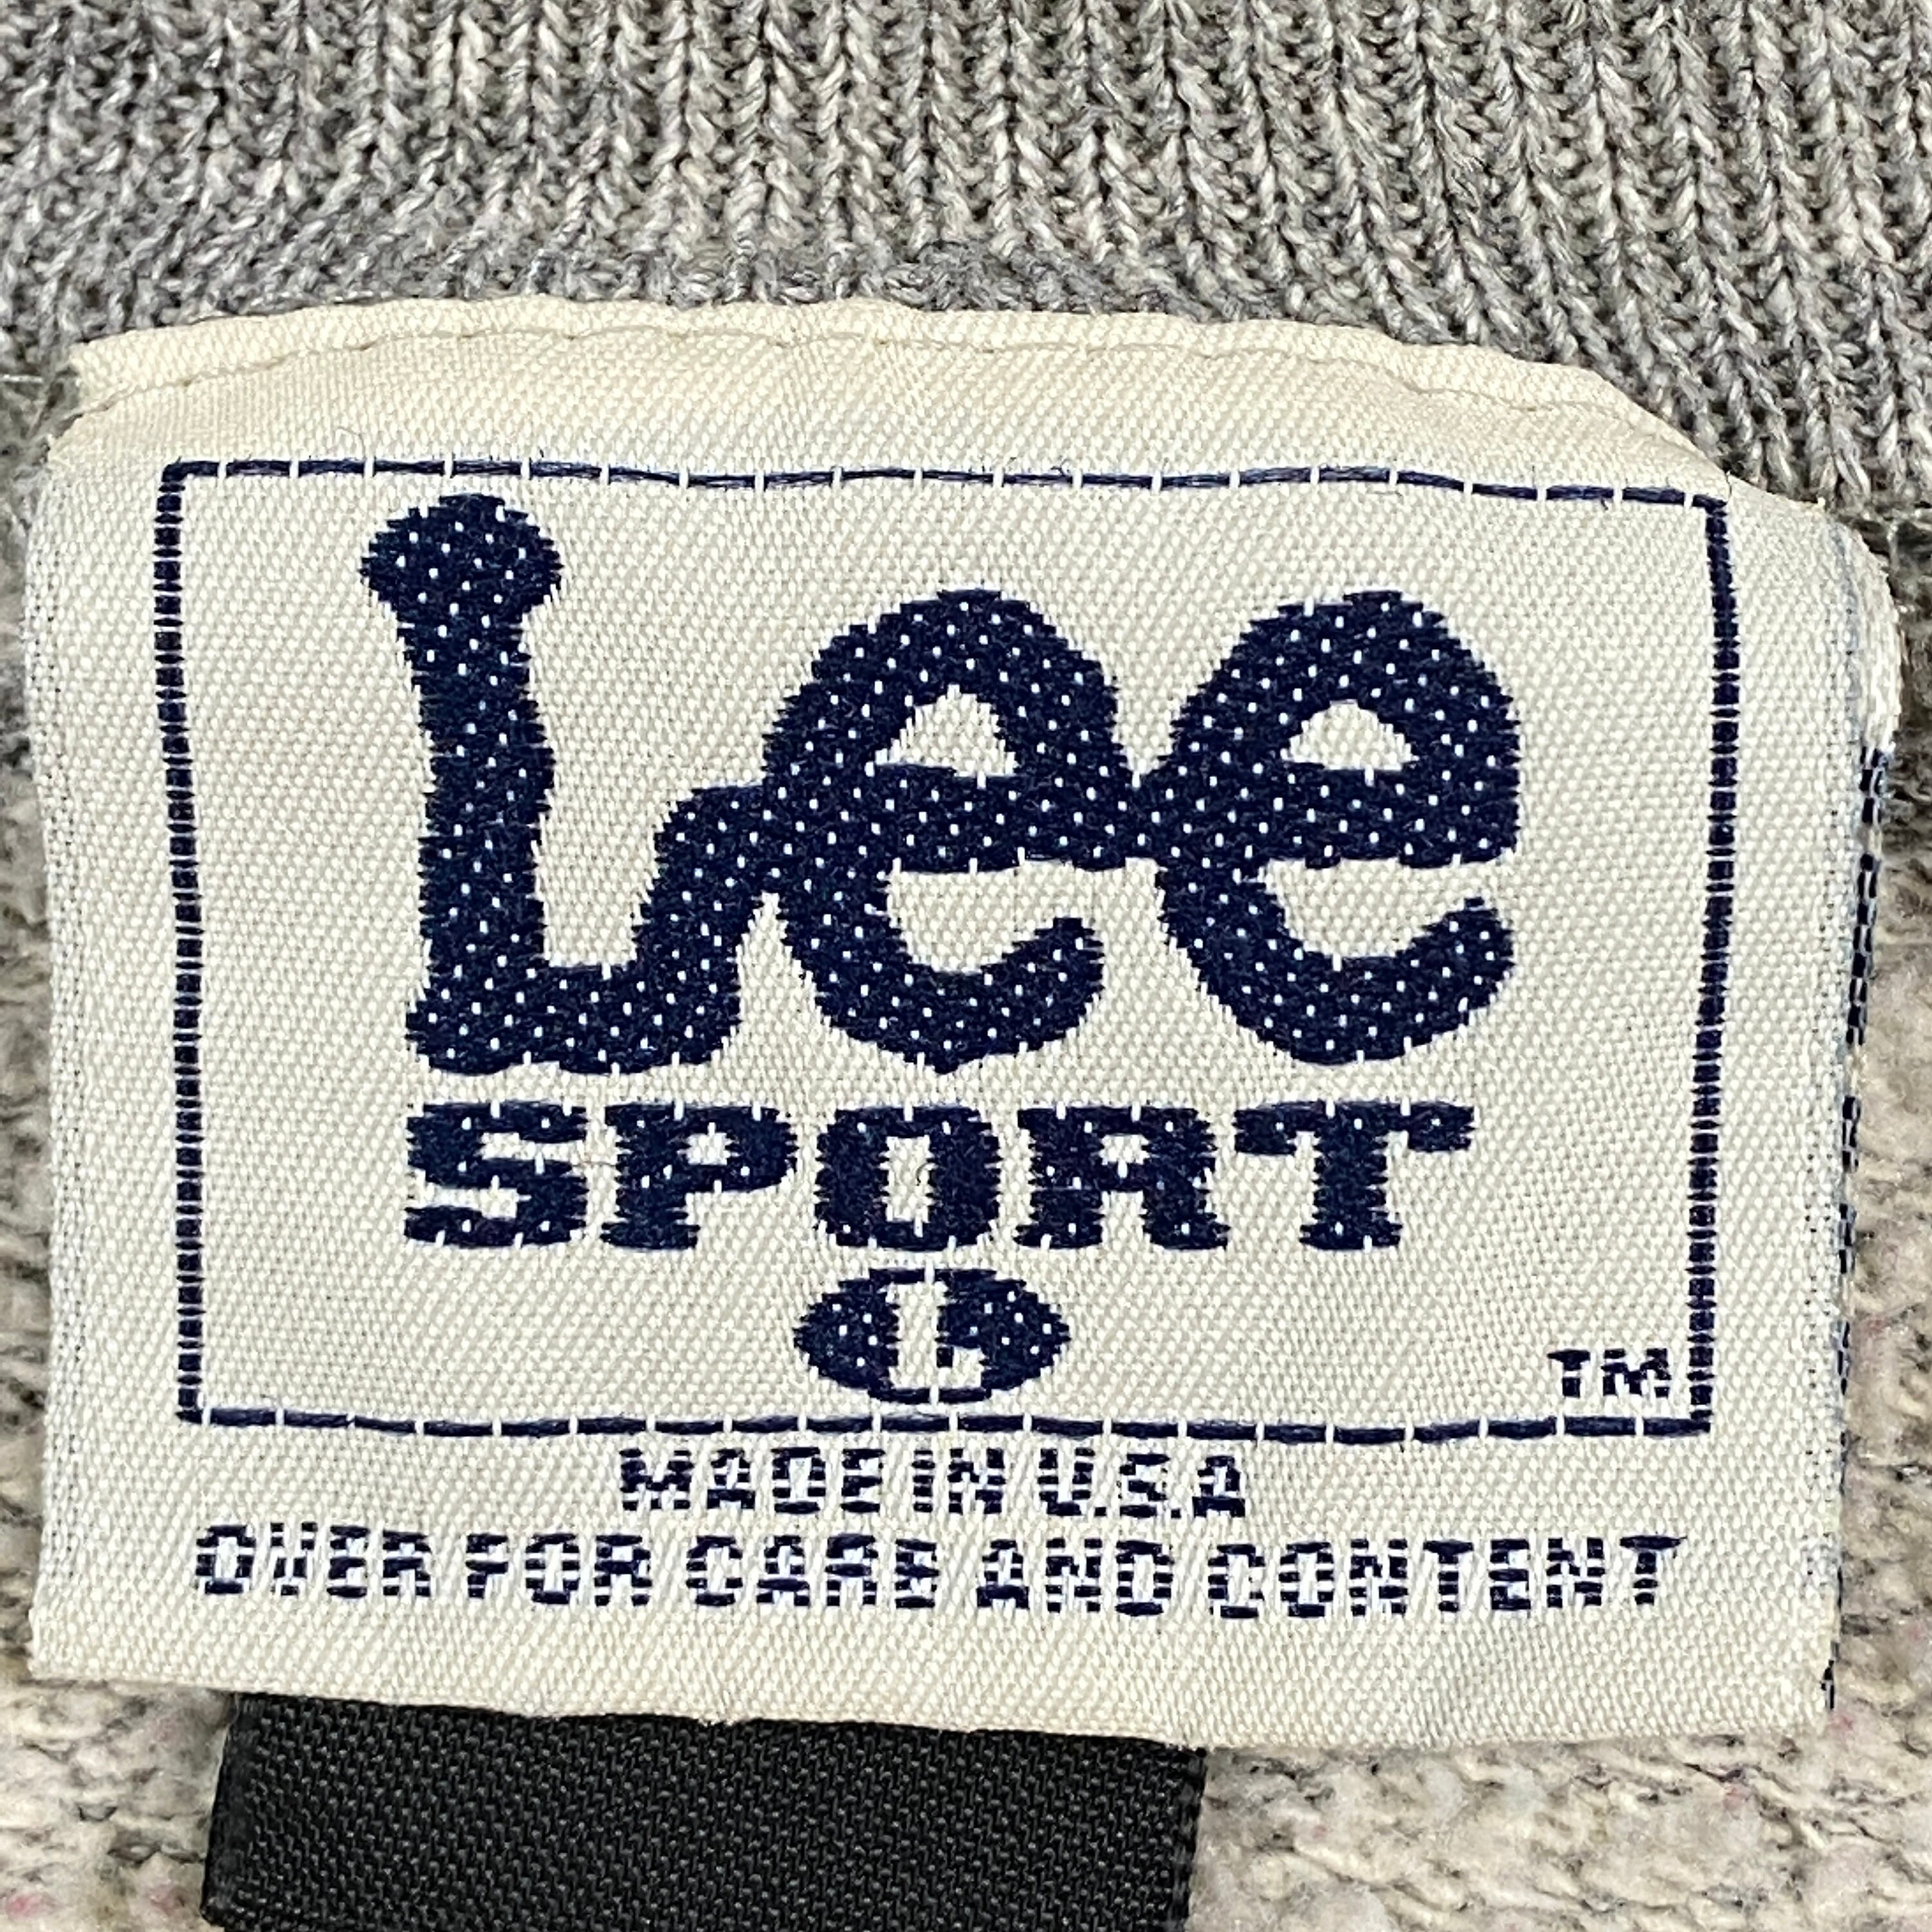 Lee
SPORT
L
TM
MADE IN U.S.A
OVER FOR CARE AND CONTENT